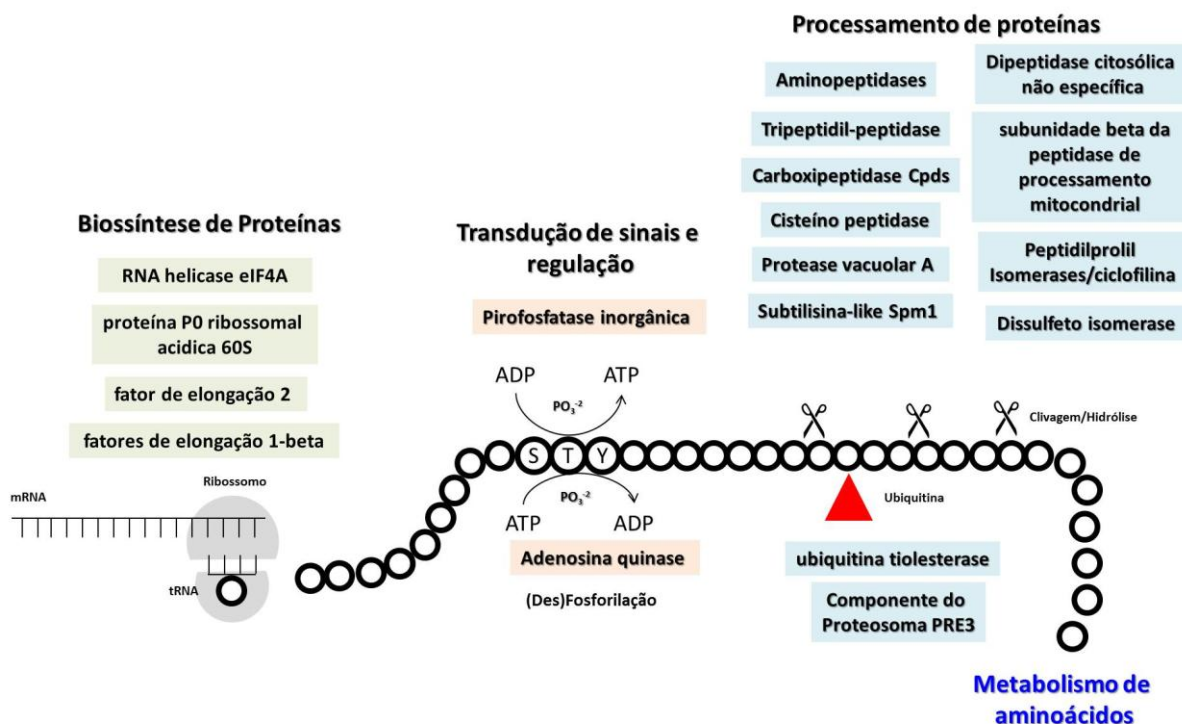 Processamento de proteínas
Aminopeptidases
Tripeptidil-peptidase
Carboxipeptidase Cpds
Cisteíno peptidase
Protease vacuolar A
Subtilisina-like Spm1
Dipeptidase citosólica
não específica
subunidade beta da
peptidase de
processamento
mitocondrial
Peptidilprolil
Isomerases/ciclofilina
Dissulfeto isomerase
Biossíntese de Proteínas
RNA helicase eIF4A
proteína P0 ribossomal
acidica 60S
fator de elongação 2
fatores de elongação 1-beta
Transdução de sinais e
regulação
Pirofosfatase inorgânica
ADP
ATP
PO₃⁻²
S T Y
PO₃⁻²
ATP
ADP
Adenosina quinase
(Des)Fosforilação
Clivagem/Hidrólise
Ubiquitina
ubiquitina tiolesterase
Componente do
Proteosoma PRE3
Ribossomo
mRNA
tRNA
Metabolismo de
aminoácidos